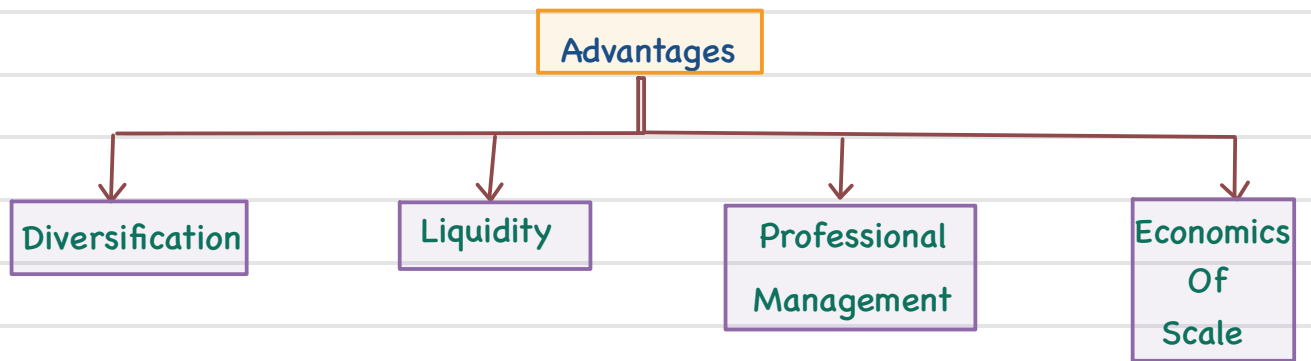 Advantages
Diversification
Liquidity
Professional
Management
Economics
Of
Scale